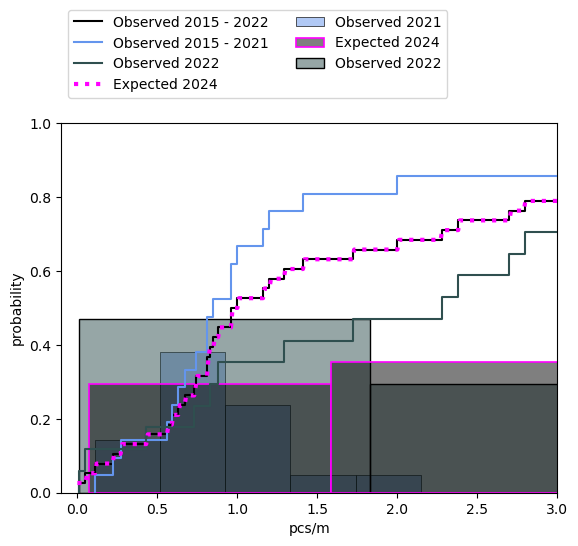 Observed 2015 - 2022
Observed 2015 - 2021
Observed 2022
Expected 2024
Observed 2021
Expected 2024
Observed 2022
1.0
0.8
0.6
0.4
0.2
0.0
probability
0.0 0.5 1.0 1.5 2.0 2.5 3.0
pcs/m